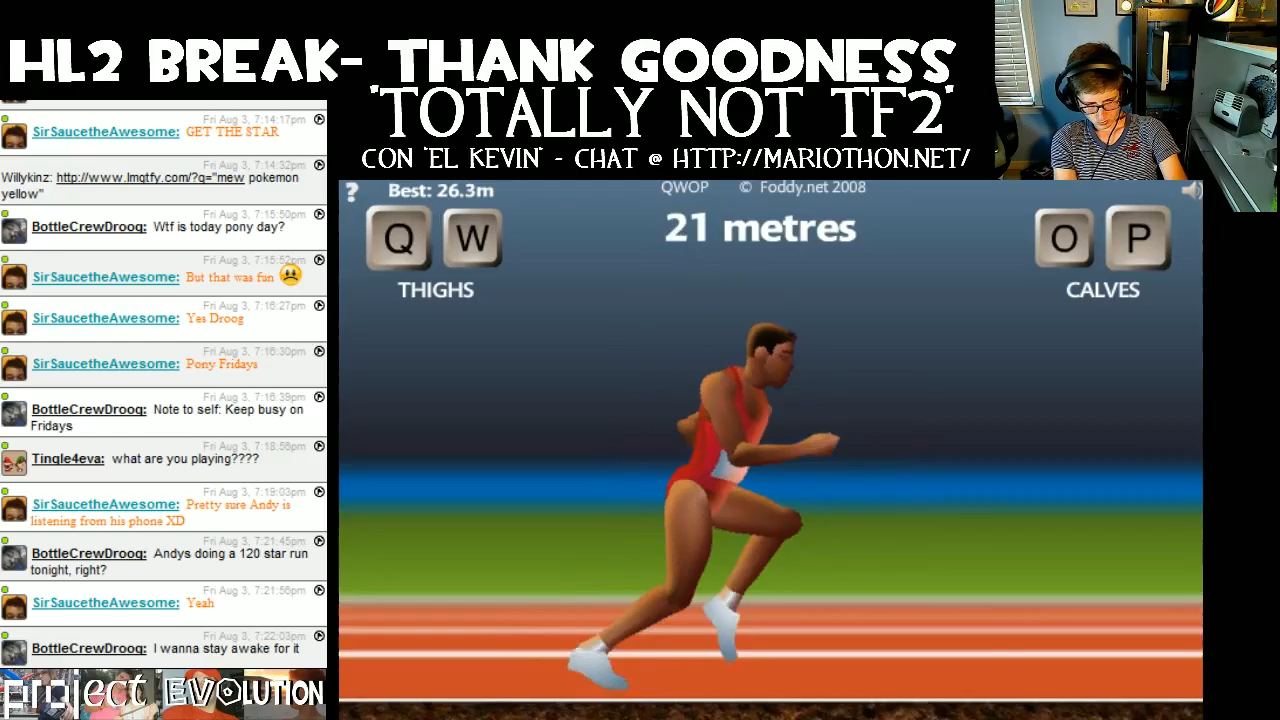 HL2 BREAK- THANK GOODNESS
"TOTALLY NOT TF2"
CON "EL KEVIN" - CHAT @ HTTP://MARIOTHON.NET/
Fri Aug 3, 7:14:17pm
SirSaucetheAwesome: GET THE STAR
Fri Aug 3, 7:14:32pm
Willykinz: http://www.lmgtfy.com/?q="mew pokemon
yellow"
Fri Aug 3, 7:15:50pm
BottleCrewDroog: Wtf is today pony day?
Fri Aug 3, 7:15:52pm
SirSaucetheAwesome: But that was fun
Fri Aug 3, 7:16:27pm
SirSaucetheAwesome: Yes Droog
Fri Aug 3, 7:16:30pm
SirSaucetheAwesome: Pony Fridays
Fri Aug 3, 7:16:39pm
BottleCrewDroog: Note to self: Keep busy on
Fridays
Fri Aug 3, 7:18:56pm
Tingle4eva: what are you playing????
Fri Aug 3, 7:19:03pm
SirSaucetheAwesome: Pretty sure Andy is
listening from his phone XD
Fri Aug 3, 7:21:45pm
BottleCrewDroog: Andys doing a 120 star run
tonight, right?
Fri Aug 3, 7:21:56pm
SirSaucetheAwesome: Yeah
Fri Aug 3, 7:22:03pm
BottleCrewDroog: I wanna stay awake for it
project EVOLUTION
? Best: 26.3m QWOP © Foddy.net 2008
21 metres
Q W O P
THIGHS CALVES